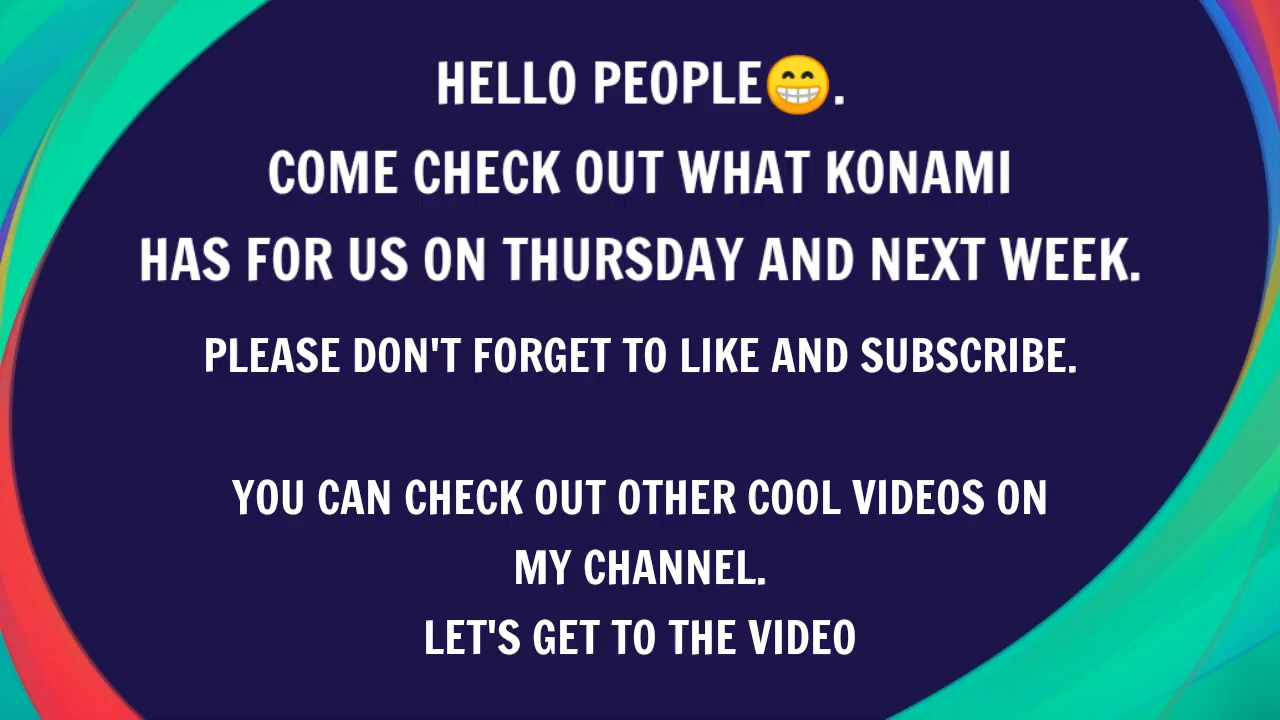 HELLO PEOPLE😁.
COME CHECK OUT WHAT KONAMI
HAS FOR US ON THURSDAY AND NEXT WEEK.
PLEASE DON'T FORGET TO LIKE AND SUBSCRIBE.
YOU CAN CHECK OUT OTHER COOL VIDEOS ON
MY CHANNEL.
LET'S GET TO THE VIDEO